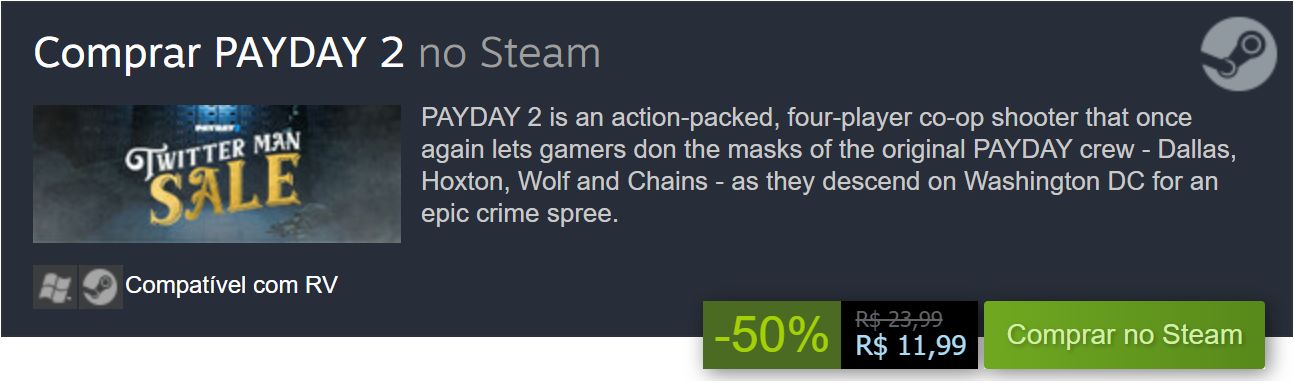 Comprar PAYDAY 2 no Steam
PAYDAY 2
TWITTER MAN
SALE
PAYDAY 2 is an action-packed, four-player co-op shooter that once
again lets gamers don the masks of the original PAYDAY crew - Dallas,
Hoxton, Wolf and Chains - as they descend on Washington DC for an
epic crime spree.
Compatível com RV
-50%
R$ 23,99
R$ 11,99
Comprar no Steam